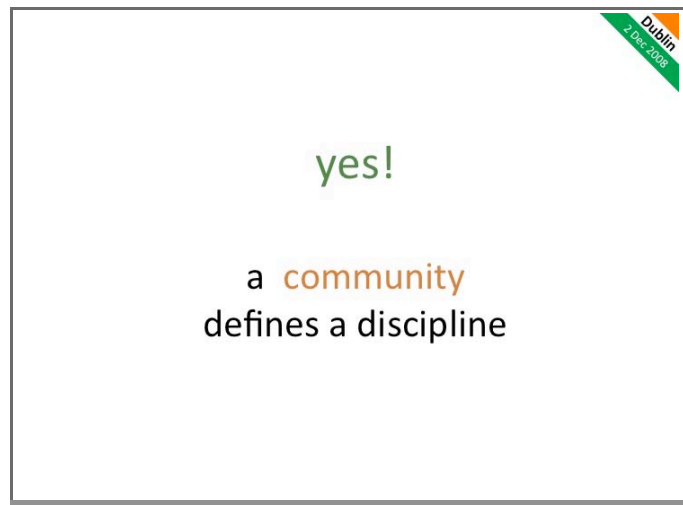 Dublin
2 Dec 2008
yes!
a community
defines a discipline